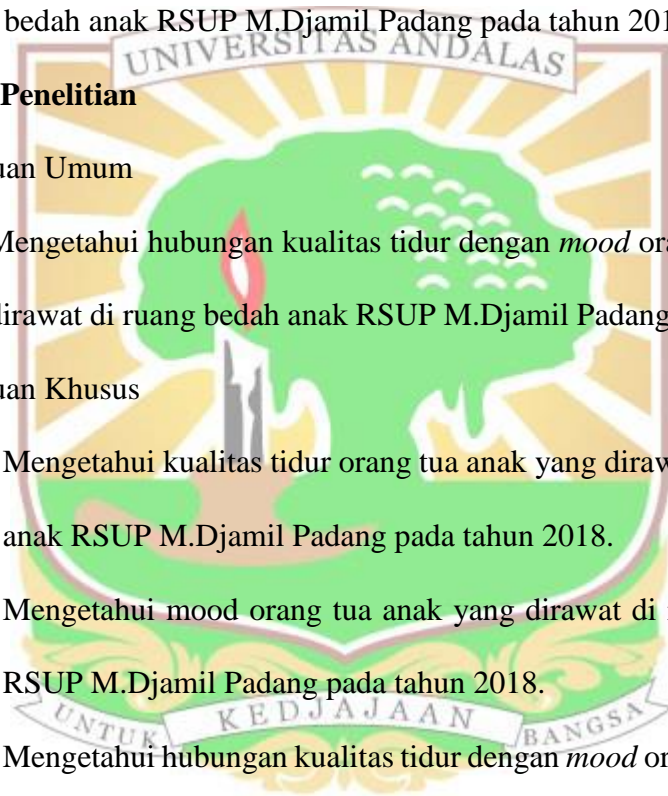 bedah anak RSUP M.Djamil Padang pada tahun 201
UNIVERSITAS ANDALAS
Penelitian
uan Umum
Mengetahui hubungan kualitas tidur dengan mood ora
dirawat di ruang bedah anak RSUP M.Djamil Padang
uan Khusus
Mengetahui kualitas tidur orang tua anak yang diraw
anak RSUP M.Djamil Padang pada tahun 2018.
Mengetahui mood orang tua anak yang dirawat di
RSUP M.Djamil Padang pada tahun 2018.
UNTUK KEDJAJAAN BANGSA
Mengetahui hubungan kualitas tidur dengan mood or